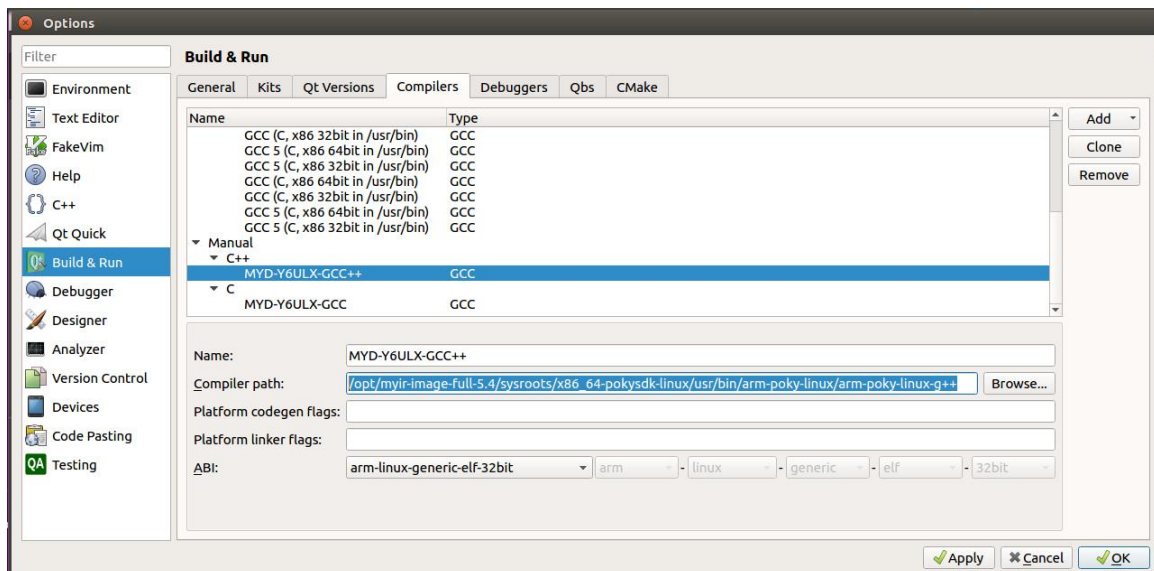 Options
Filter
Environment
Text Editor
FakeVim
Help
C++
Qt Quick
Build & Run
Debugger
Designer
Analyzer
Version Control
Devices
Code Pasting
QA Testing
Build & Run
General Kits Qt Versions Compilers Debuggers Qbs CMake
Name Type
GCC (C, x86 32bit in /usr/bin) GCC
GCC 5 (C, x86 64bit in /usr/bin) GCC
GCC 5 (C, x86 32bit in /usr/bin) GCC
GCC (C, x86 64bit in /usr/bin) GCC
GCC (C, x86 32bit in /usr/bin) GCC
GCC 5 (C, x86 64bit in /usr/bin) GCC
GCC 5 (C, x86 32bit in /usr/bin) GCC
Manual
C++
MYD-Y6ULX-GCC++ GCC
C
MYD-Y6ULX-GCC GCC
Add
Clone
Remove
Name: MYD-Y6ULX-GCC++
Compiler path: /opt/myir-image-full-5.4/sysroots/x86_64-pokysdk-linux/usr/bin/arm-poky-linux/arm-poky-linux-g++ Browse...
Platform codegen flags:
Platform linker flags:
ABI: arm-linux-generic-elf-32bit arm - linux - generic - elf - 32bit
Apply Cancel OK